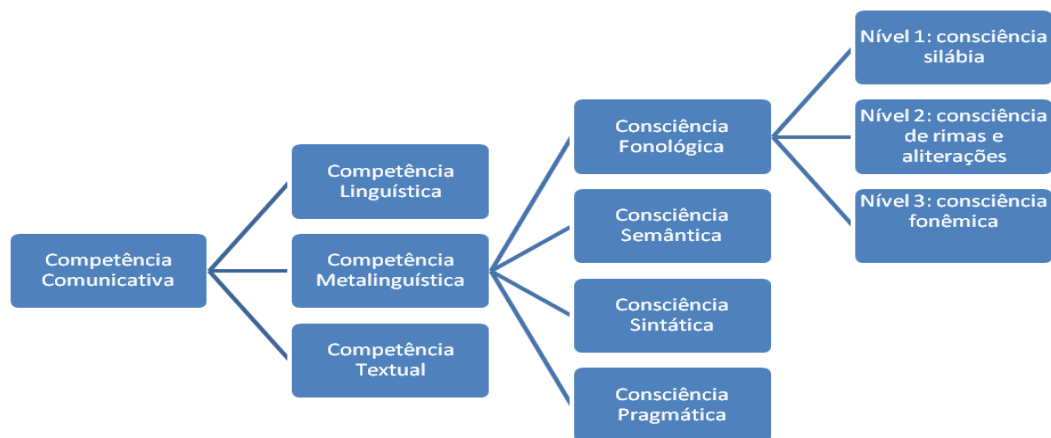 Competência
Comunicativa
Competência
Linguística
Competência
Metalinguística
Competência
Textual
Consciência
Fonológica
Consciência
Semântica
Consciência
Sintática
Consciência
Pragmática
Nível 1: consciência
silábia
Nível 2: consciência
de rimas e
aliterações
Nível 3: consciência
fonêmica